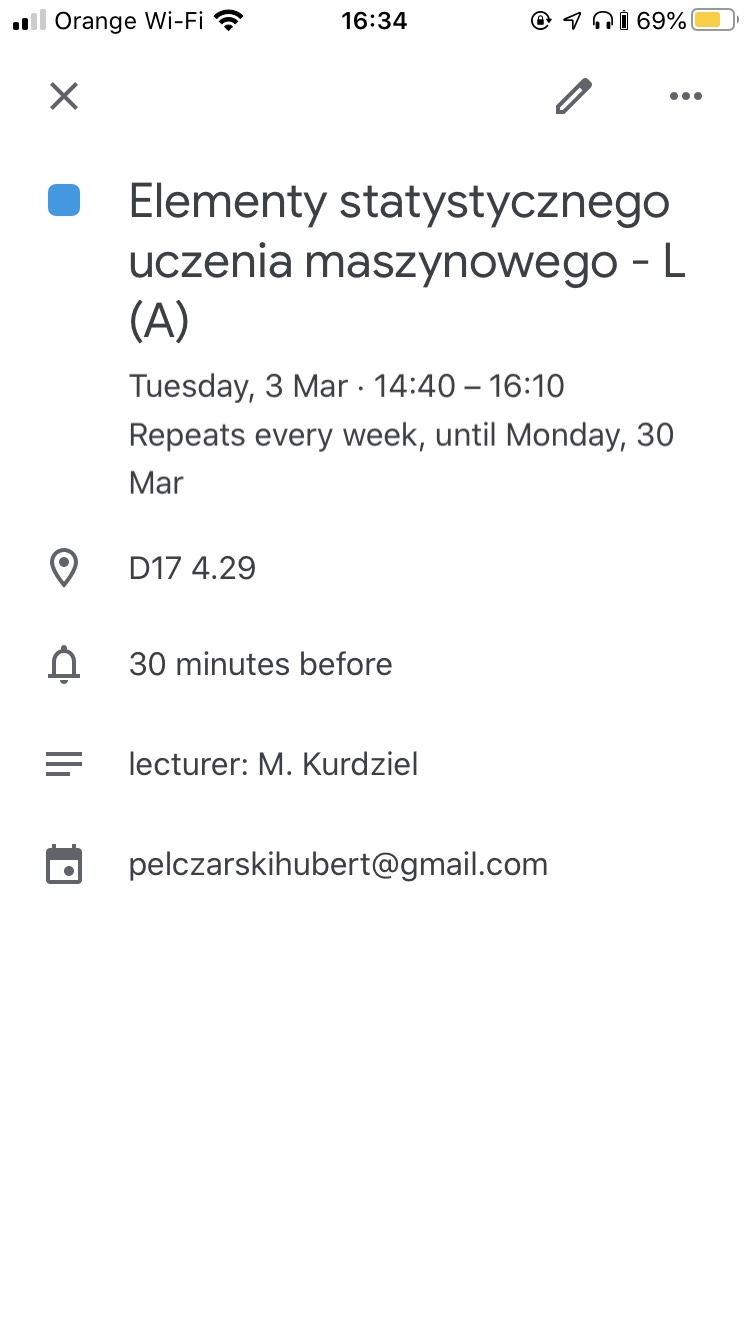 Orange Wi-Fi 16:34 69%
Elementy statystycznego
uczenia maszynowego - L
(A)
Tuesday, 3 Mar · 14:40 – 16:10
Repeats every week, until Monday, 30
Mar
D17 4.29
30 minutes before
lecturer: M. Kurdziel
pelczarskihubert@gmail.com